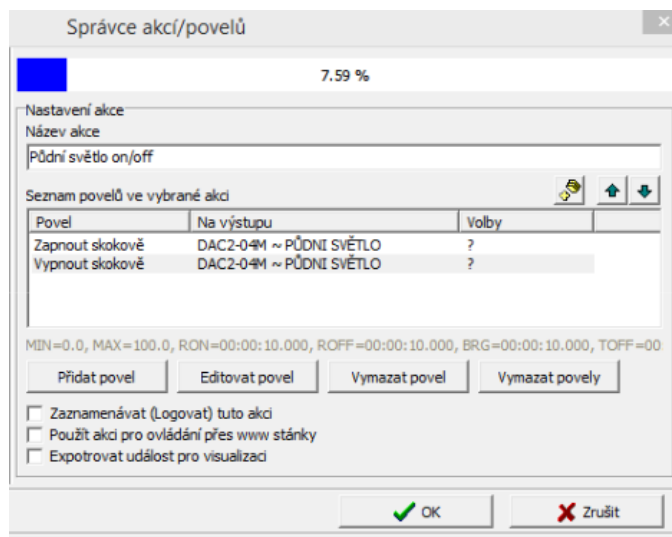 Správce akcí/povelů
7.59 %
Nastavení akce
Název akce
Půdní světlo on/off
Seznam povelů ve vybrané akci
Povel Na výstupu Volby
Zapnout skokově DAC2-04M ~ PŮDNI SVĚTLO ?
Vypnout skokově DAC2-04M ~ PŮDNI SVĚTLO ?
MIN=0.0, MAX=100.0, RON=00:00:10.000, ROFF=00:00:10.000, BRG=00:00:10.000, TOFF=00
Přidat povel Editovat povel Vymazat povel Vymazat povely
Zaznamenávat (Logovat) tuto akci
Použít akci pro ovládání přes www stánky
Expotrovat událost pro visualizaci
OK Zrušit